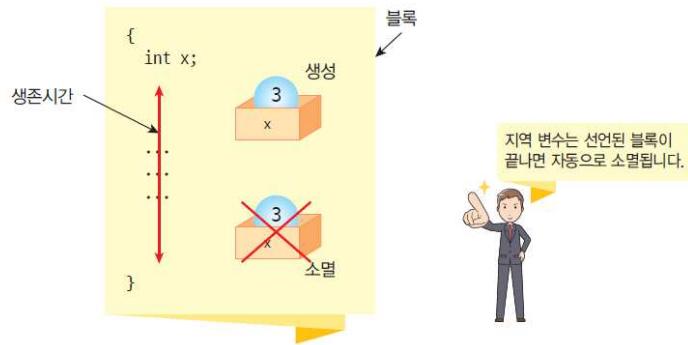 블록
{
int x;
생성
3
x
생존시간
...
...
...
지역 변수는 선언된 블록이
끝나면 자동으로 소멸됩니다.
3
x
소멸
}